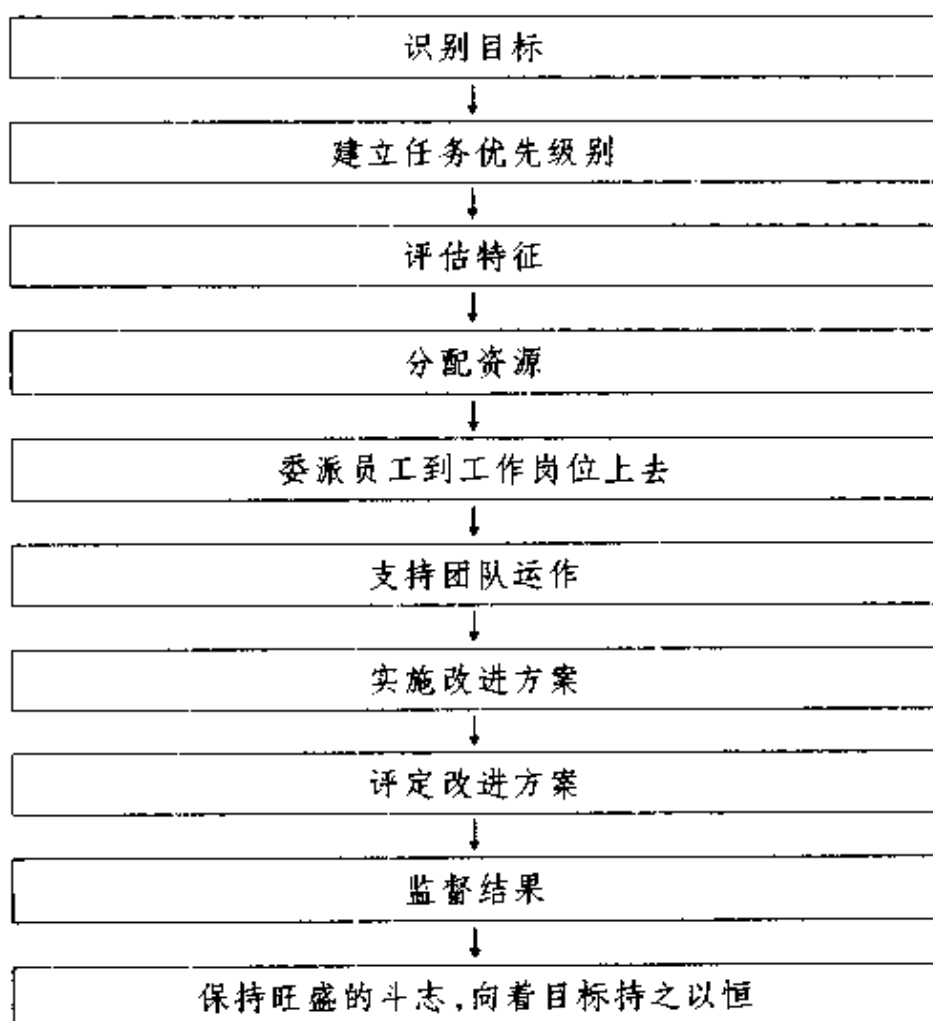 识别目标
建立任务优先级别
评估特征
分配资源
委派员工到工作岗位上去
支持团队运作
实施改进方案
评定改进方案
监督结果
保持旺盛的斗志,向着目标持之以恒